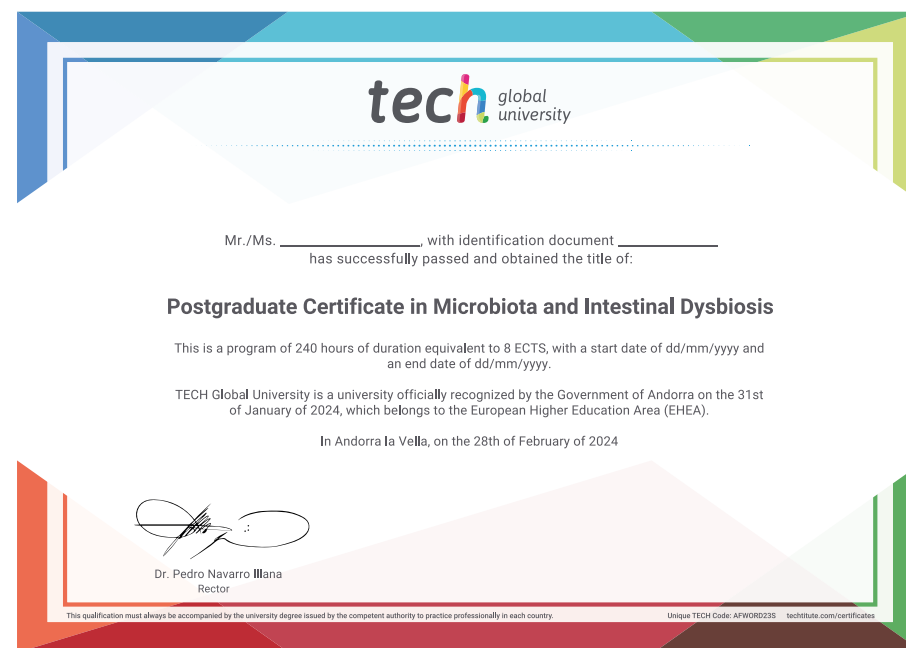 tech global university
Mr./Ms. ____________________, with identification document ______________
has successfully passed and obtained the title of:
Postgraduate Certificate in Microbiota and Intestinal Dysbiosis
This is a program of 240 hours of duration equivalent to 8 ECTS, with a start date of dd/mm/yyyy and
an end date of dd/mm/yyyy.
TECH Global University is a university officially recognized by the Government of Andorra on the 31st
of January of 2024, which belongs to the European Higher Education Area (EHEA).
In Andorra la Vella, on the 28th of February of 2024
Dr. Pedro Navarro Illana
Rector
This qualification must always be accompanied by the university degree issued by the competent authority to practice professionally in each country.
Unique TECH Code: AFWORD23S techtitute.com/certificates